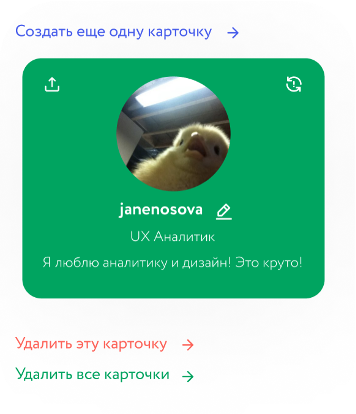 Создать еще одну карточку
janenosova
UX Аналитик
Я люблю аналитику и дизайн! Это круто!
Удалить эту карточку
Удалить все карточки